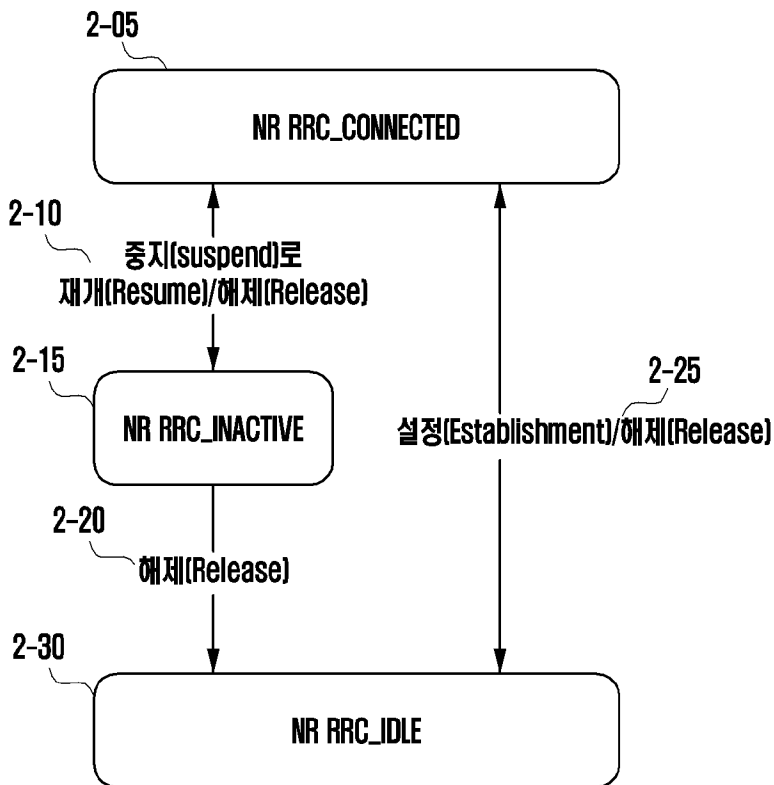 2-05
NR RRC_CONNECTED
2-10
중지(suspend)로
재개(Resume)/해제(Release)
2-15
NR RRC_INACTIVE
2-25
설정(Establishment)/해제(Release)
2-20
해제(Release)
2-30
NR RRC_IDLE